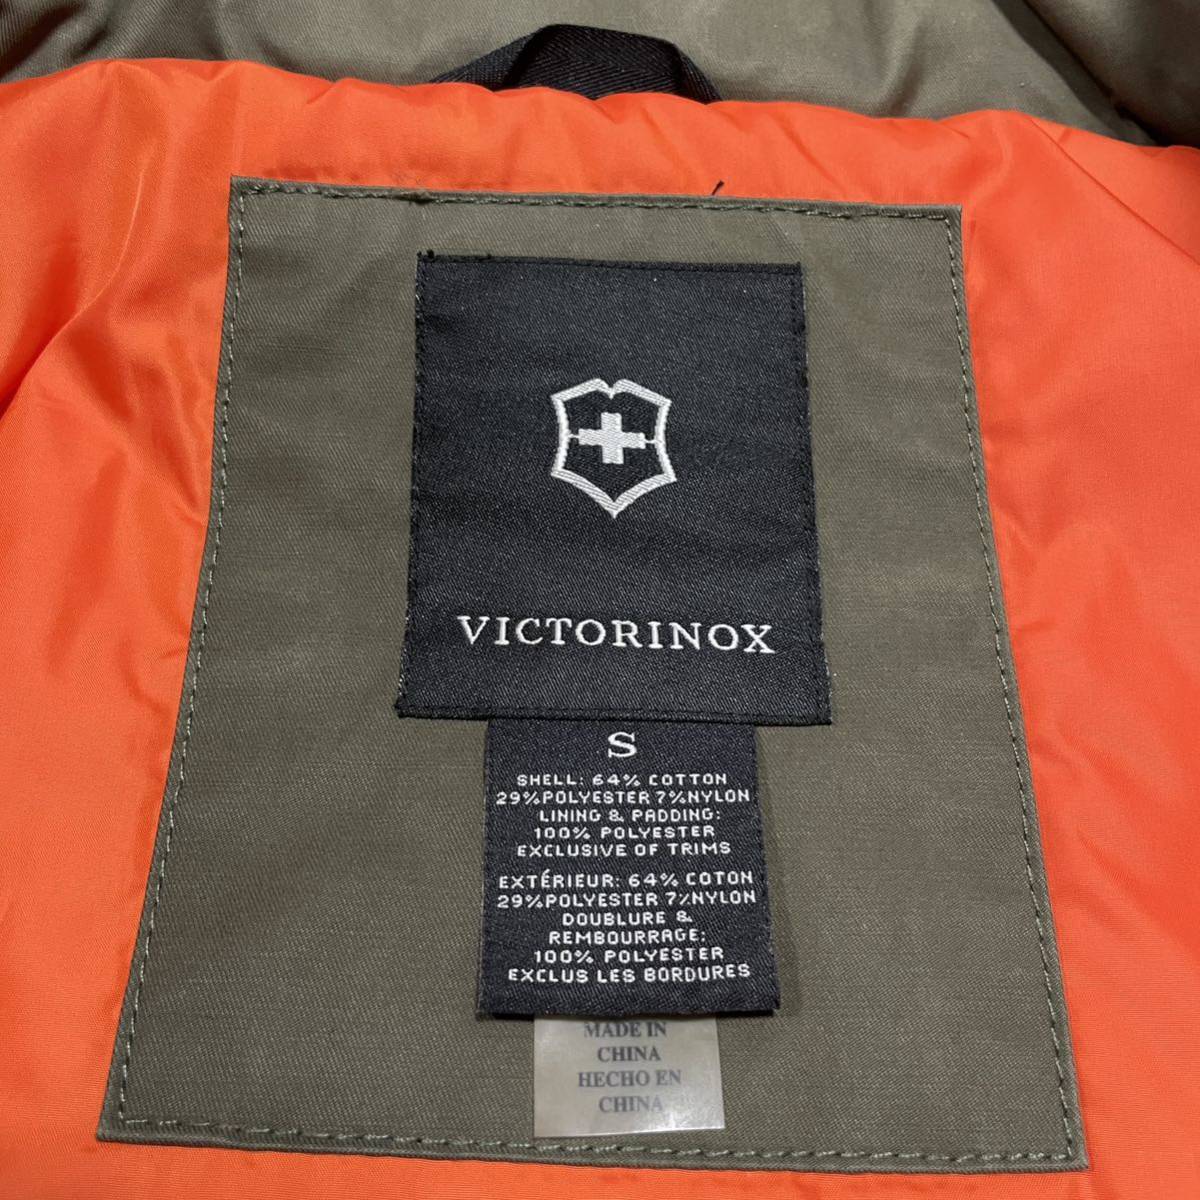 VICTORINOX
S
SHELL: 64% COTTON
29%POLYESTER 7%NYLON
LINING & PADDING:
100% POLYESTER
EXCLUSIVE OF TRIMS
EXTÉRIEUR: 64% COTON
29%POLYESTER 7%NYLON
DOUBLURE &
REMBOURRAGE:
100% POLYESTER
EXCLUS LES BORDURES
MADE IN
CHINA
HECHO EN
CHINA